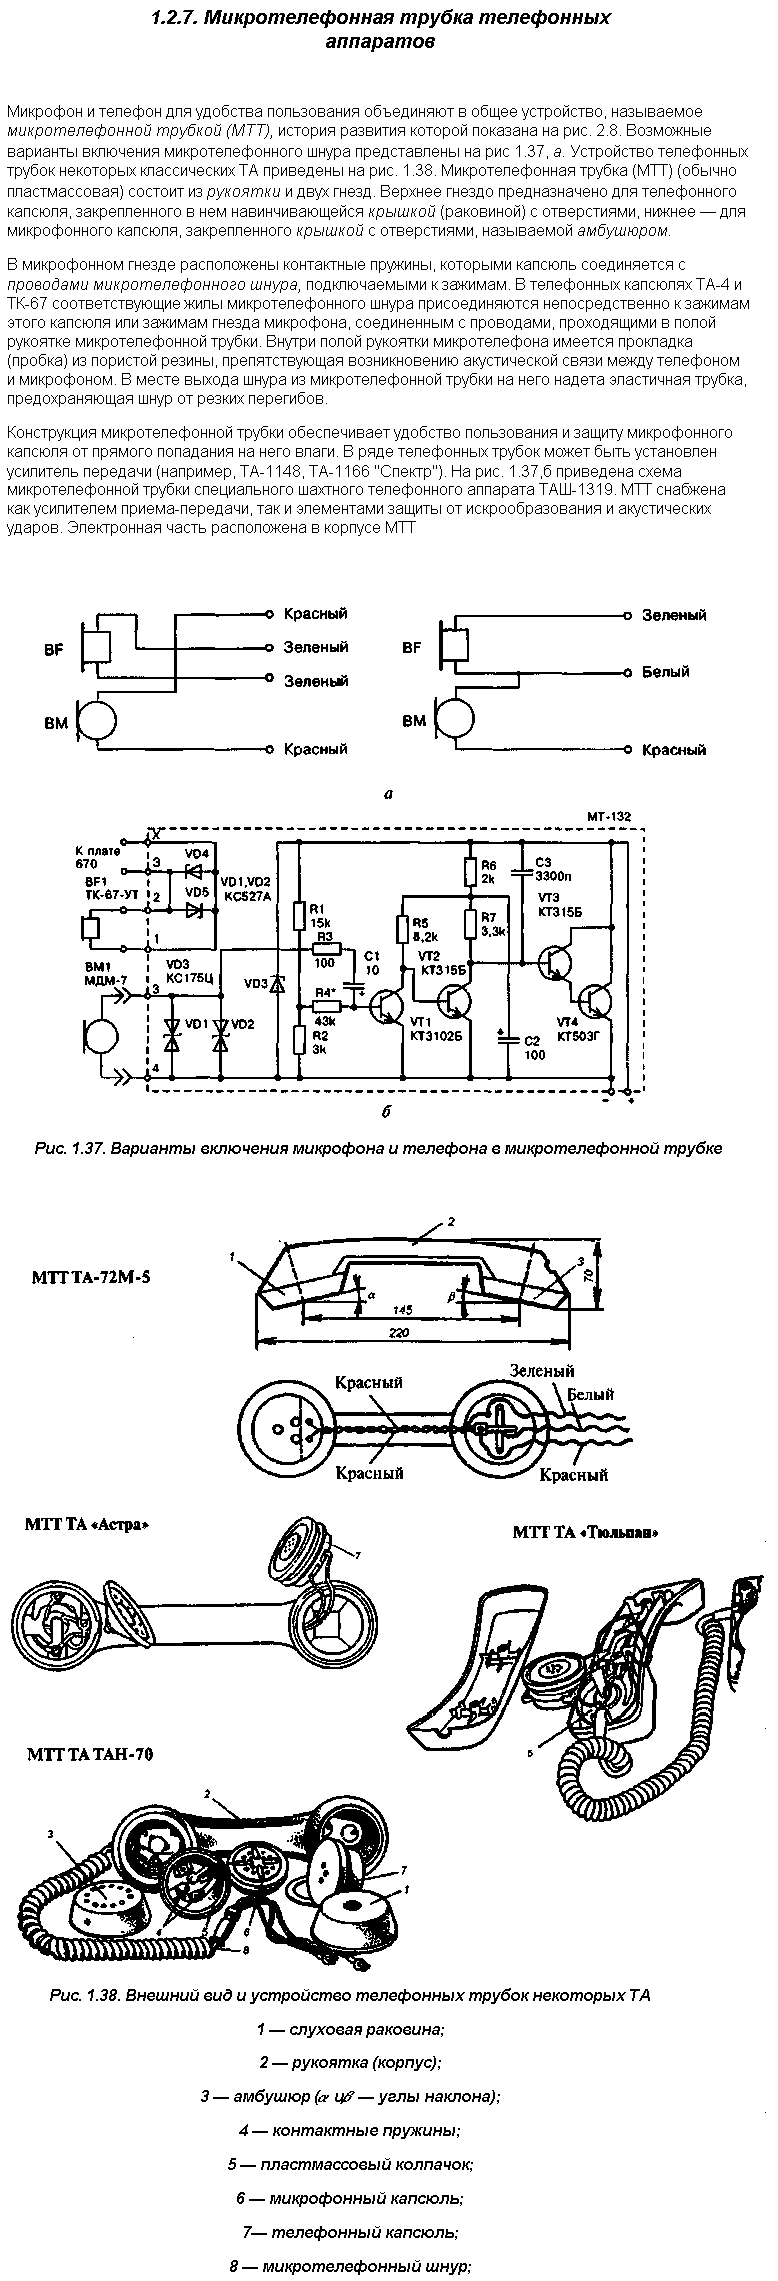 1.2.7. Микротелефонная трубка телефонных
аппаратов
Микрофон и телефон для удобства пользования объединяют в общее устройство, называемое
микротелефонной трубкой (МТТ), история развития которой показана на рис. 2.8. Возможные
варианты включения микротелефонного шнура представлены на рис 1.37, а. Устройство телефонных
трубок некоторых классических ТА приведены на рис. 1.38. Микротелефонная трубка (МТТ) (обычно
пластмассовая) состоит из рукоятки и двух гнезд. Верхнее гнездо предназначено для телефонного
капсюля, закрепленного в нем навинчивающейся крышкой (раковиной) с отверстиями, нижнее — для
микрофонного капсюля, закрепленного крышкой с отверстиями, называемой амбушюром.
В микрофонном гнезде расположены контактные пружины, которыми капсюль соединяется с
проводами микротелефонного шнура, подключаемыми к зажимам. В телефонных капсюлях ТА-4 и
ТК-67 соответствующие жилы микротелефонного шнура присоединяются непосредственно к зажимам
этого капсюля или зажимам гнезда микрофона, соединенным с проводами, проходящими в полой
рукоятке микротелефонной трубки. Внутри полой рукоятки микротелефона имеется прокладка
(пробка) из пористой резины, препятствующая возникновению акустической связи между телефоном
и микрофоном. В месте выхода шнура из микротелефонной трубки на него надета эластичная трубка,
предохраняющая шнур от резких перегибов.
Конструкция микротелефонной трубки обеспечивает удобство пользования и защиту микрофонного
капсюля от прямого попадания на него влаги. В ряде телефонных трубок может быть установлен
усилитель передачи (например, ТА-1148, ТА-1166 "Спектр"). На рис. 1.37,б приведена схема
микротелефонной трубки специального шахтного телефонного аппарата ТАШ-1319. МТТ снабжена
как усилителем приема-передачи, так и элементами защиты от искрообразования и акустических
ударов. Электронная часть расположена в корпусе МТТ
BF
BM
Красный
Зеленый
Зеленый
Красный
BF
BM
Зеленый
Белый
Красный
а
МТ-132
К плате
670
BF1
ТК-67-УТ
BM1
МДМ-7
X
3
2
1
3
4
VD4
VD5
VD1,VD2
КС527А
VD3
КС175Ц
VD1
VD2
VD3
R1
15k
R3
100
R4*
43k
R2
3k
C1
10
R5
8,2k
VT1
КТ3102Б
VT2
КТ315Б
R6
2k
R7
3,3k
C3
3300п
VT3
КТ315Б
C2
100
VT4
КТ503Г
-
+
б
Рис. 1.37. Варианты включения микрофона и телефона в микротелефонной трубке
МТТ ТА-72М-5
1
2
3
α
β
145
220
70
Красный
Красный
Зеленый
Белый
Красный
МТТ ТА «Астра»
7
МТТ ТА «Тюльпан»
5
МТТ ТА ТАН-70
2
3
4
5
6
7
1
8
Рис. 1.38. Внешний вид и устройство телефонных трубок некоторых ТА
1 — слуховая раковина;
2 — рукоятка (корпус);
3 — амбушюр (α цβ — углы наклона);
4 — контактные пружины;
5 — пластмассовый колпачок;
6 — микрофонный капсюль;
7— телефонный капсюль;
8 — микротелефонный шнур;